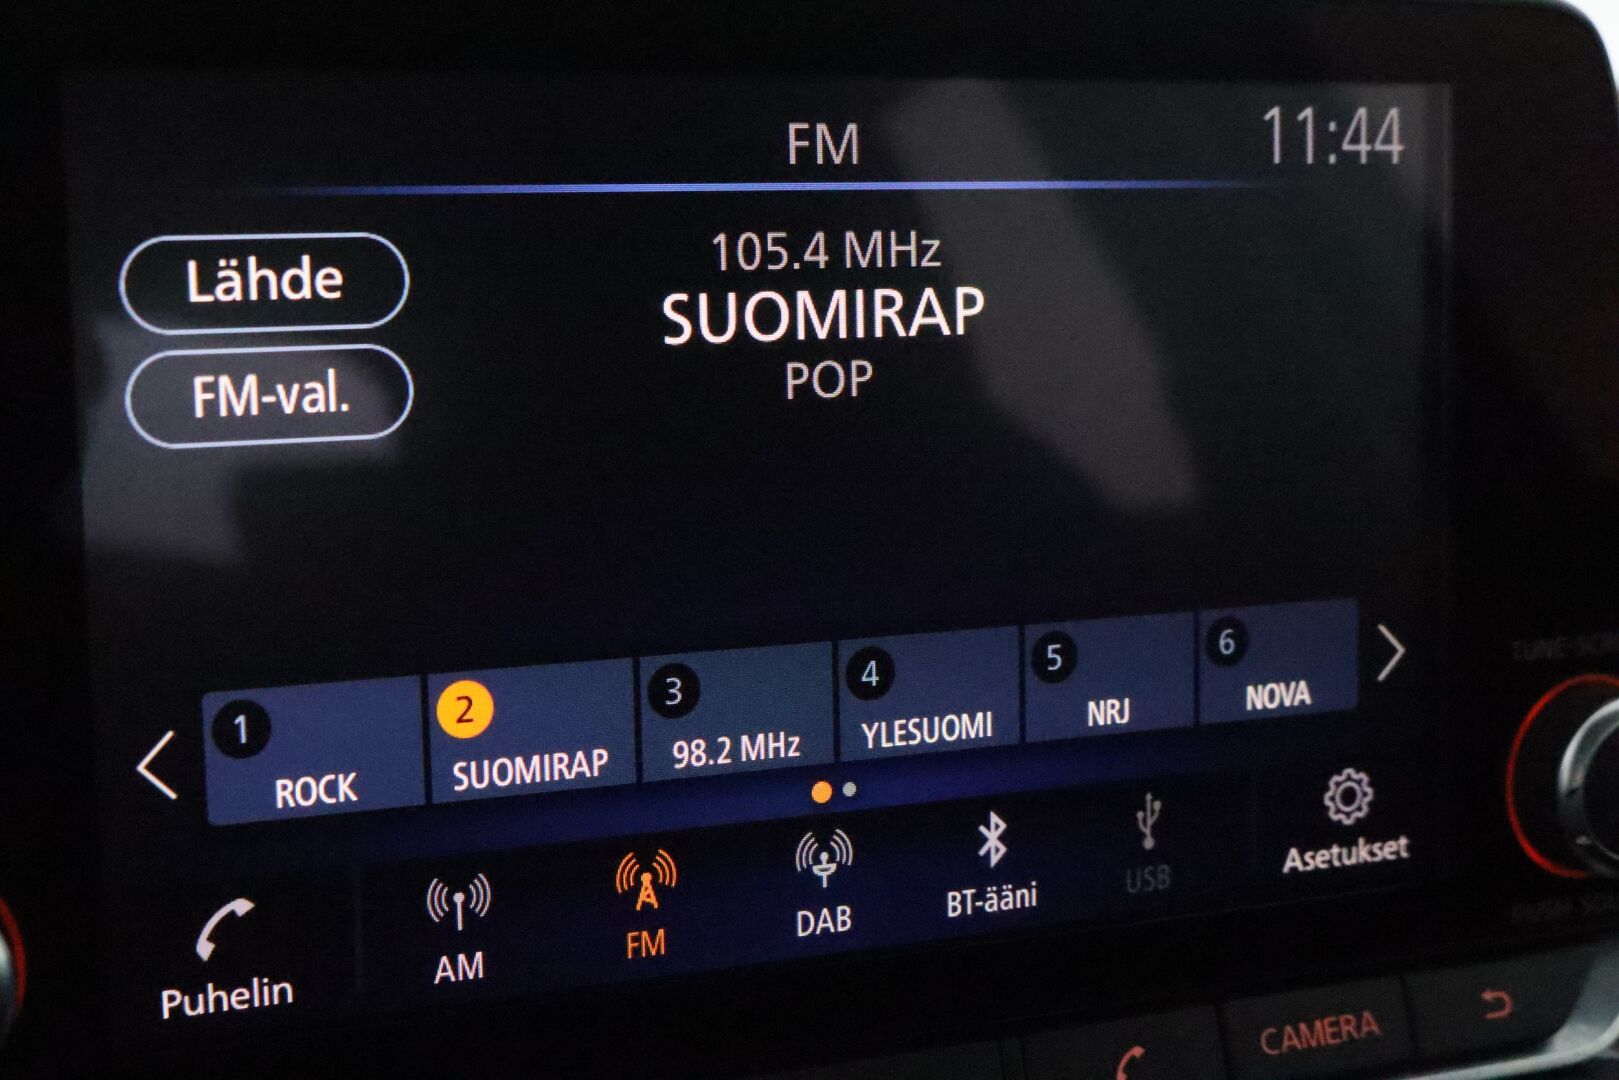 FM
11:44
Lähde
FM-val.
105.4 MHz
SUOMIRAP
POP
1
ROCK
2
SUOMIRAP
3
98.2 MHz
4
YLESUOMI
5
NRJ
6
NOVA
Puhelin
AM
FM
DAB
BT-ääni
USB
Asetukset
CAMERA